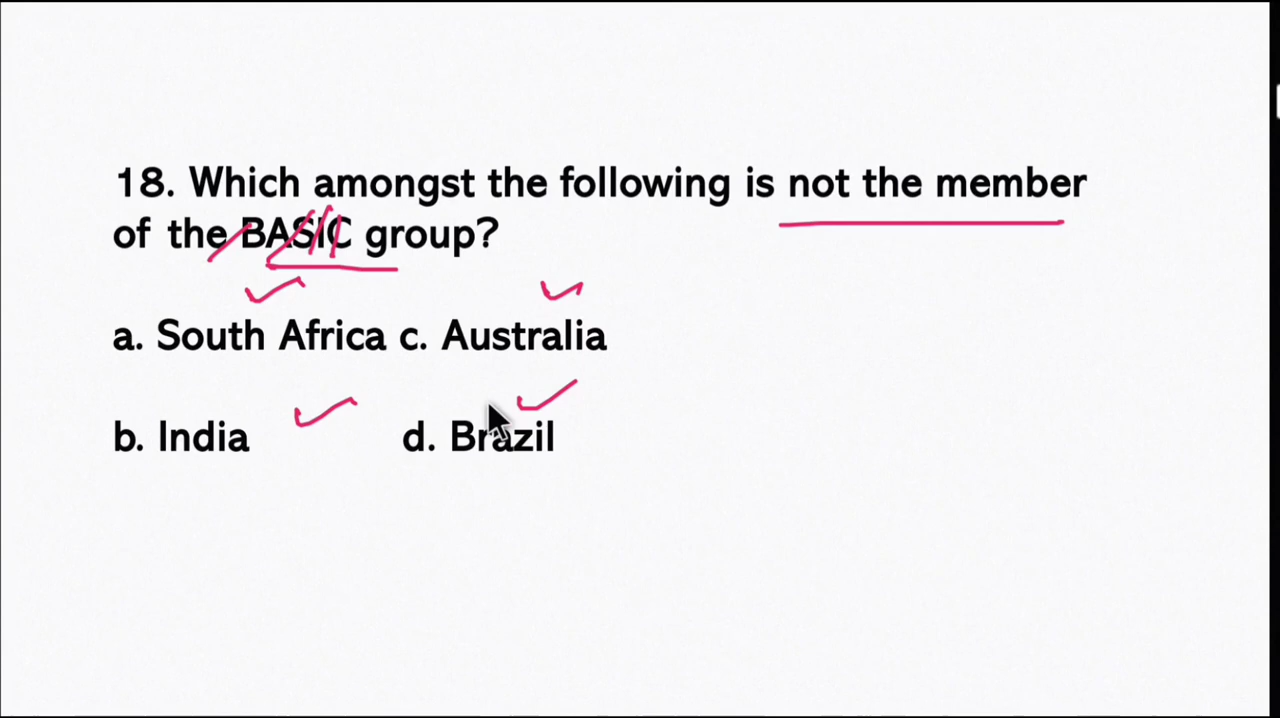 18. Which amongst the following is not the member
of the BASIC group?
a. South Africa c. Australia
b. India d. Brazil